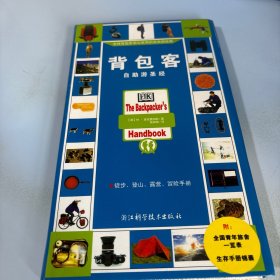 背包客
自助游圣经
DK
The Backpacker's
Handbook
徒步、登山、露营、探险手册
浙江科学技术出版社
附:
全国青年旅舍
一览表
生存手册锦囊